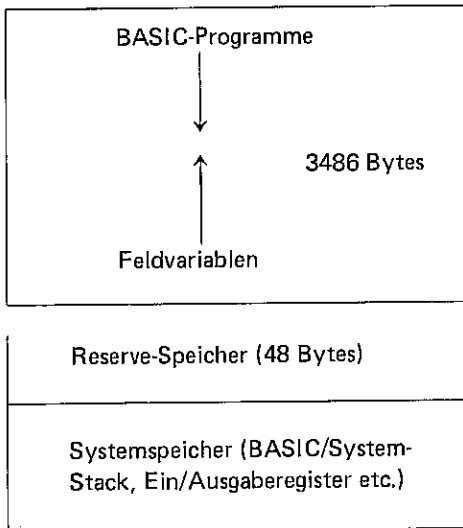 BASIC-Programme
3486 Bytes
Feldvariablen
Reserve-Speicher (48 Bytes)
Systemspeicher (BASIC/System-
Stack, Ein/Ausgaberegister etc.)